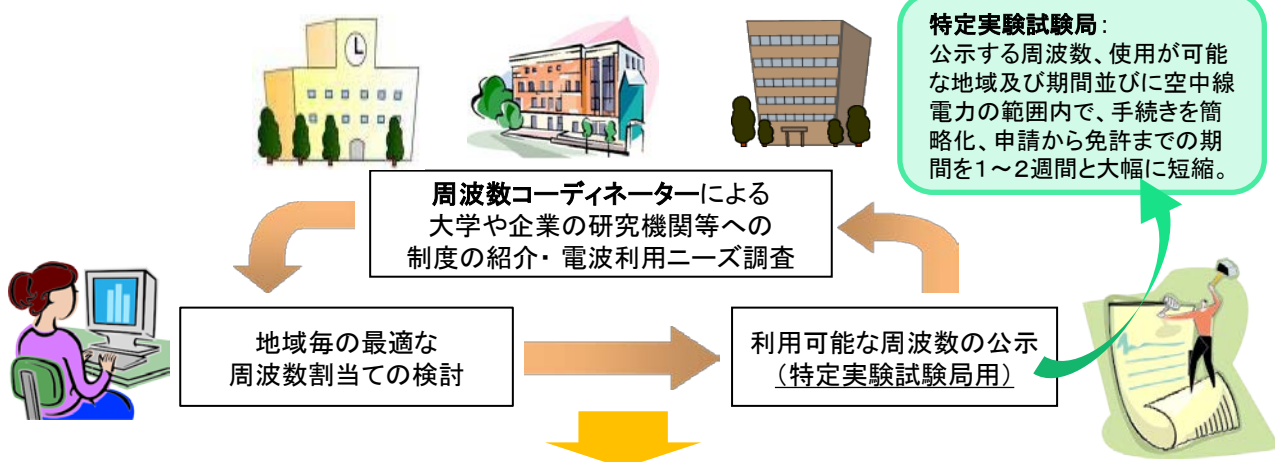 特定実験試験局：
公示する周波数、使用が可能
な地域及び期間並びに空中線
電力の範囲内で、手続きを簡
略化、申請から免許までの期
間を１～２週間と大幅に短縮。
周波数コーディネーターによる
大学や企業の研究機関等への
制度の紹介・ 電波利用ニーズ調査
地域毎の最適な
周波数割当ての検討
利用可能な周波数の公示
（特定実験試験局用）